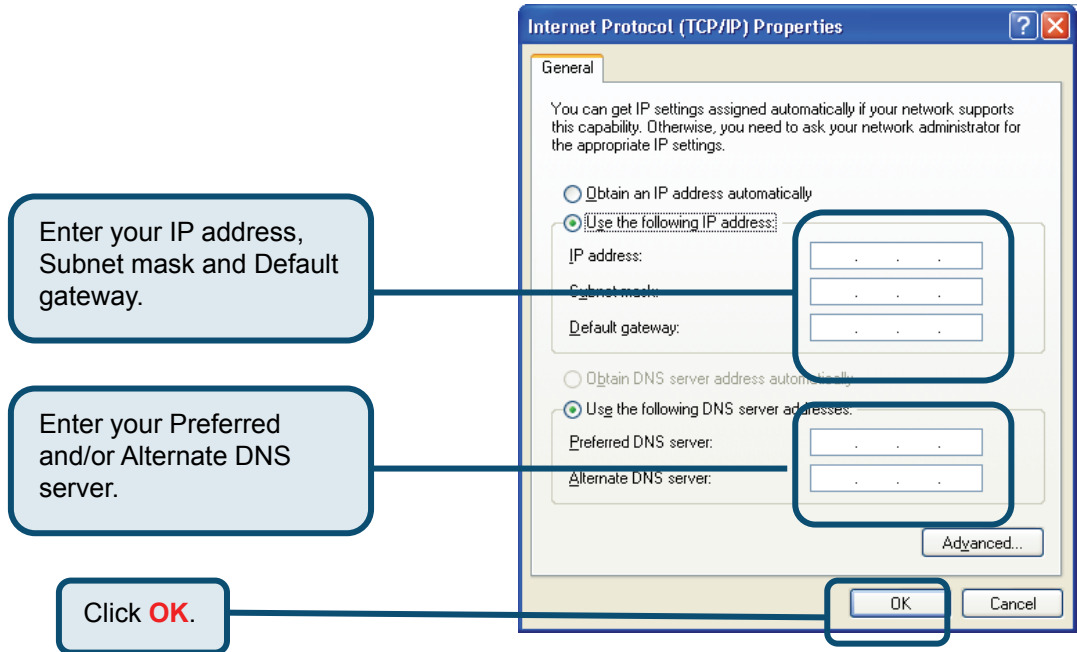 Internet Protocol (TCP/IP) Properties
General
You can get IP settings assigned automatically if your network supports
this capability. Otherwise, you need to ask your network administrator for
the appropriate IP settings.
Obtain an IP address automatically
Use the following IP address:
IP address:
Subnet mask:
Default gateway:
Obtain DNS server address automatically
Use the following DNS server addresses:
Preferred DNS server:
Alternate DNS server:
Advanced...
OK
Cancel
Enter your IP address,
Subnet mask and Default
gateway.
Enter your Preferred
and/or Alternate DNS
server.
Click OK.